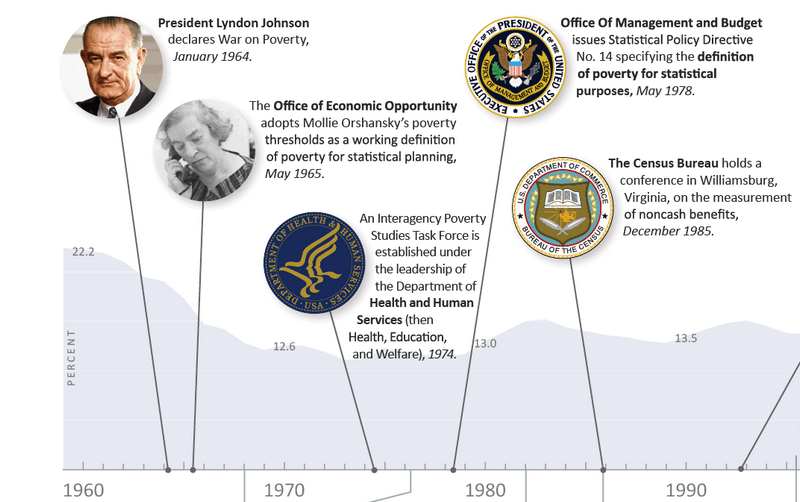 President Lyndon Johnson
declares War on Poverty,
January 1964.
The Office of Economic Opportunity
adopts Mollie Orshansky's poverty
thresholds as a working definition
of poverty for statistical planning,
May 1965.
An Interagency Poverty
Studies Task Force is
established under
the leadership of
the Department of
Health and Human
Services (then
Health, Education,
and Welfare), 1974.
DEPARTMENT OF HEALTH & HUMAN SERVICES · USA
Office Of Management and Budget
issues Statistical Policy Directive
No. 14 specifying the definition
of poverty for statistical
purposes, May 1978.
EXECUTIVE OFFICE OF THE PRESIDENT OF THE UNITED STATES
OFFICE OF MANAGEMENT AND BUDGET
The Census Bureau holds a
conference in Williamsburg,
Virginia, on the measurement
of noncash benefits,
December 1985.
U.S. DEPARTMENT OF COMMERCE
BUREAU OF THE CENSUS
22.2
12.6
13.0
13.5
PERCENT
1960
1970
1980
1990